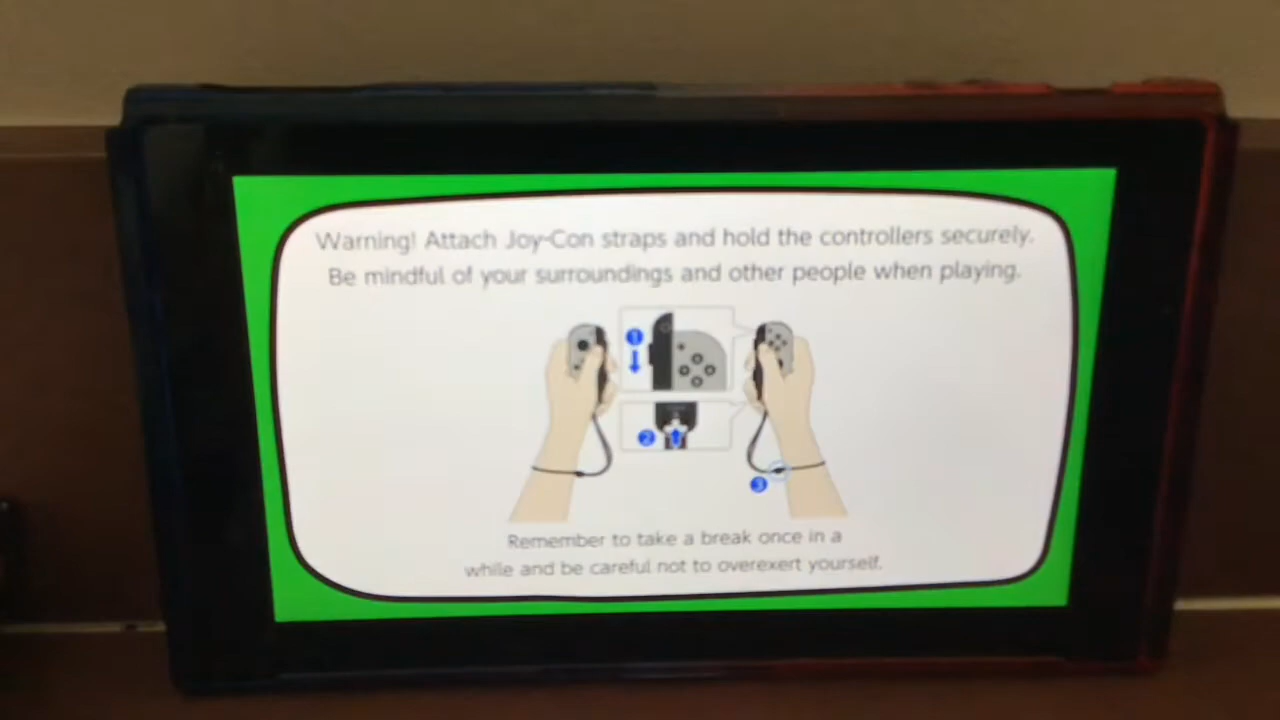 Warning! Attach Joy-Con straps and hold the controllers securely.
Be mindful of your surroundings and other people when playing.
1
2
3
Remember to take a break once in a
while and be careful not to overexert yourself.